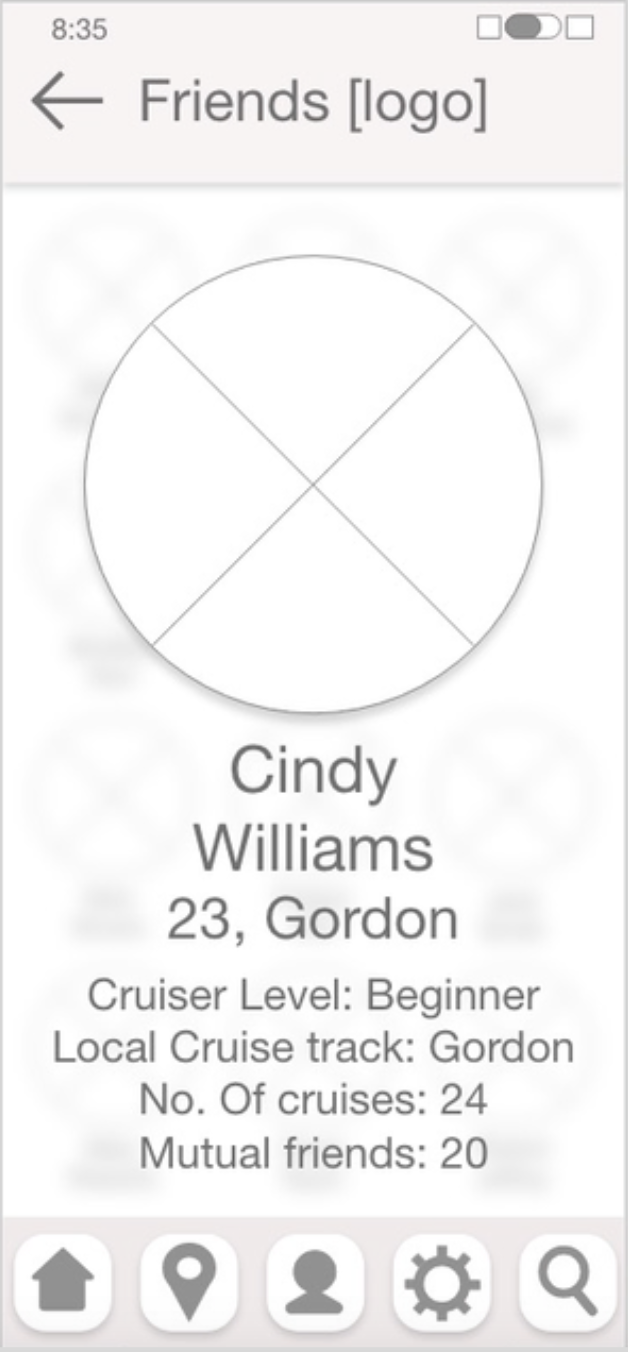 8:35
Friends [logo]
Cindy
Williams
23, Gordon
Cruiser Level: Beginner
Local Cruise track: Gordon
No. Of cruises: 24
Mutual friends: 20